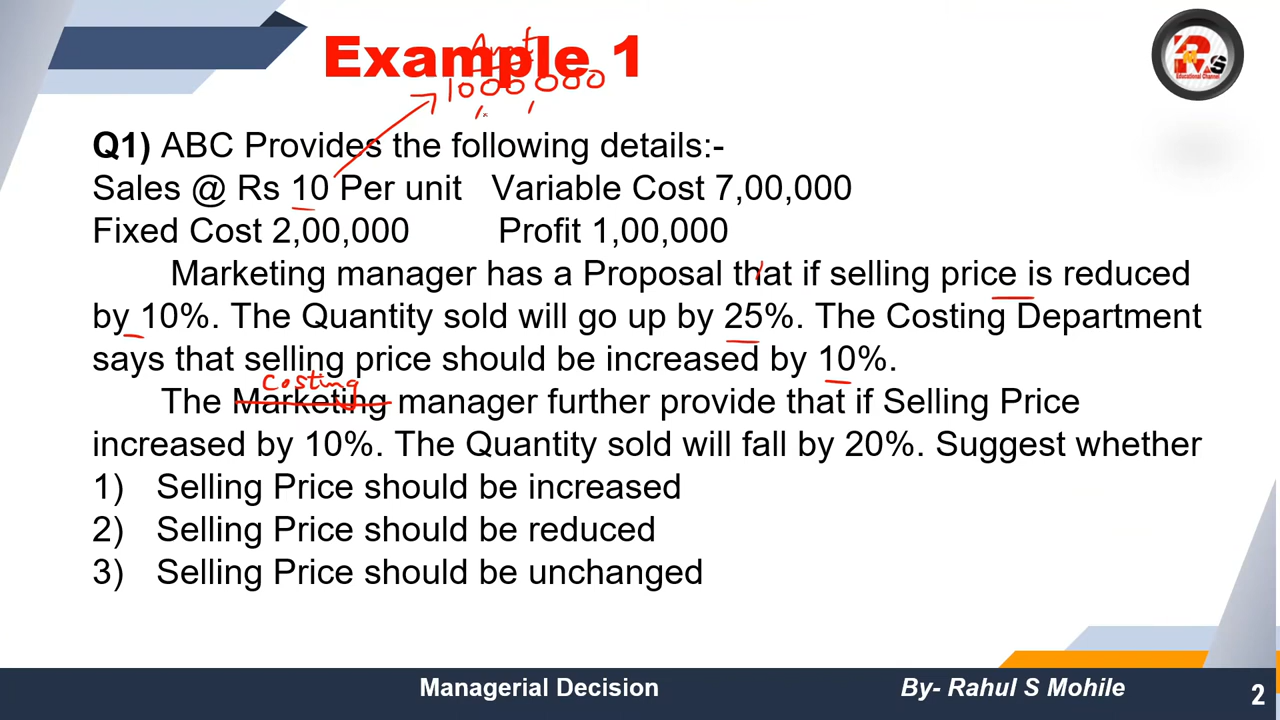 Example 1
Amt
1000000
Q1) ABC Provides the following details:-
Sales @ Rs 10 Per unit Variable Cost 7,00,000
Fixed Cost 2,00,000 Profit 1,00,000
Marketing manager has a Proposal that if selling price is reduced
by 10%. The Quantity sold will go up by 25%. The Costing Department
says that selling price should be increased by 10%.
Costing
The Marketing manager further provide that if Selling Price
increased by 10%. The Quantity sold will fall by 20%. Suggest whether
1) Selling Price should be increased
2) Selling Price should be reduced
3) Selling Price should be unchanged
Managerial Decision
By- Rahul S Mohile
2
Educational Channel